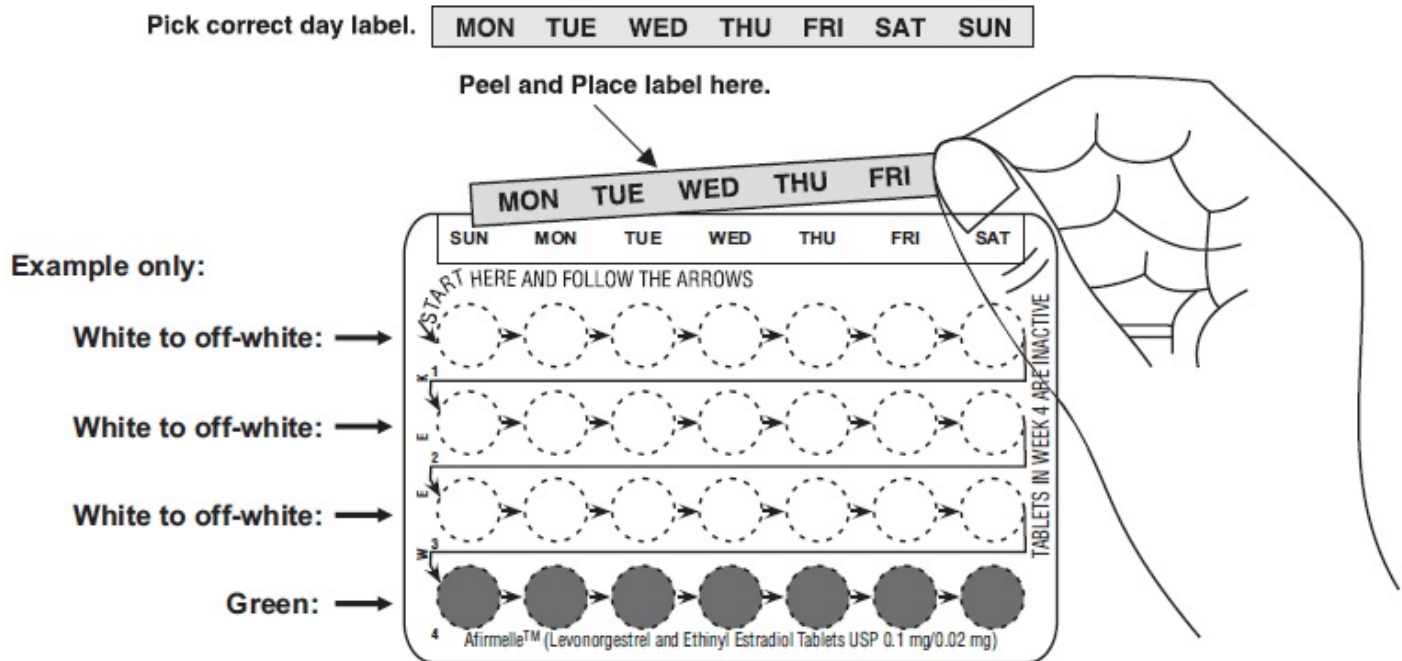 Pick correct day label. MON TUE WED THU FRI SAT SUN
Peel and Place label here.
MON TUE WED THU FRI
SUN MON TUE WED THU FRI SAT
Example only:
START HERE AND FOLLOW THE ARROWS
White to off-white:
1
White to off-white:
2
White to off-white:
3
Green:
4
WEEK
TABLETS IN WEEK 4 ARE INACTIVE
Afirmelle™ (Levonorgestrel and Ethinyl Estradiol Tablets USP 0.1 mg/0.02 mg)